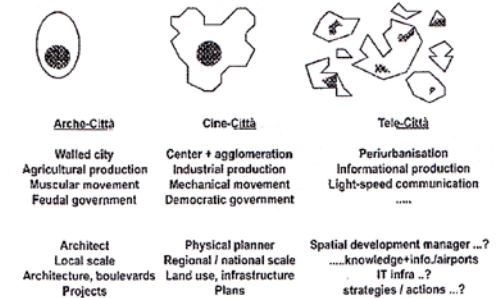 Arche-Città
Walled city
Agricultural production
Muscular movement
Feudal government
Architect
Local scale
Architecture, boulevards
Projects
Cine-Città
Center + agglomeration
Industrial production
Mechanical movement
Democratic government
Physical planner
Regional / national scale
Land use, infrastructure
Plans
Tele-Città
Periurbanisation
Informational production
Light-speed communication
.....
Spatial development manager ...?
.....knowledge+info./airports
IT infra ..?
strategies / actions ...?